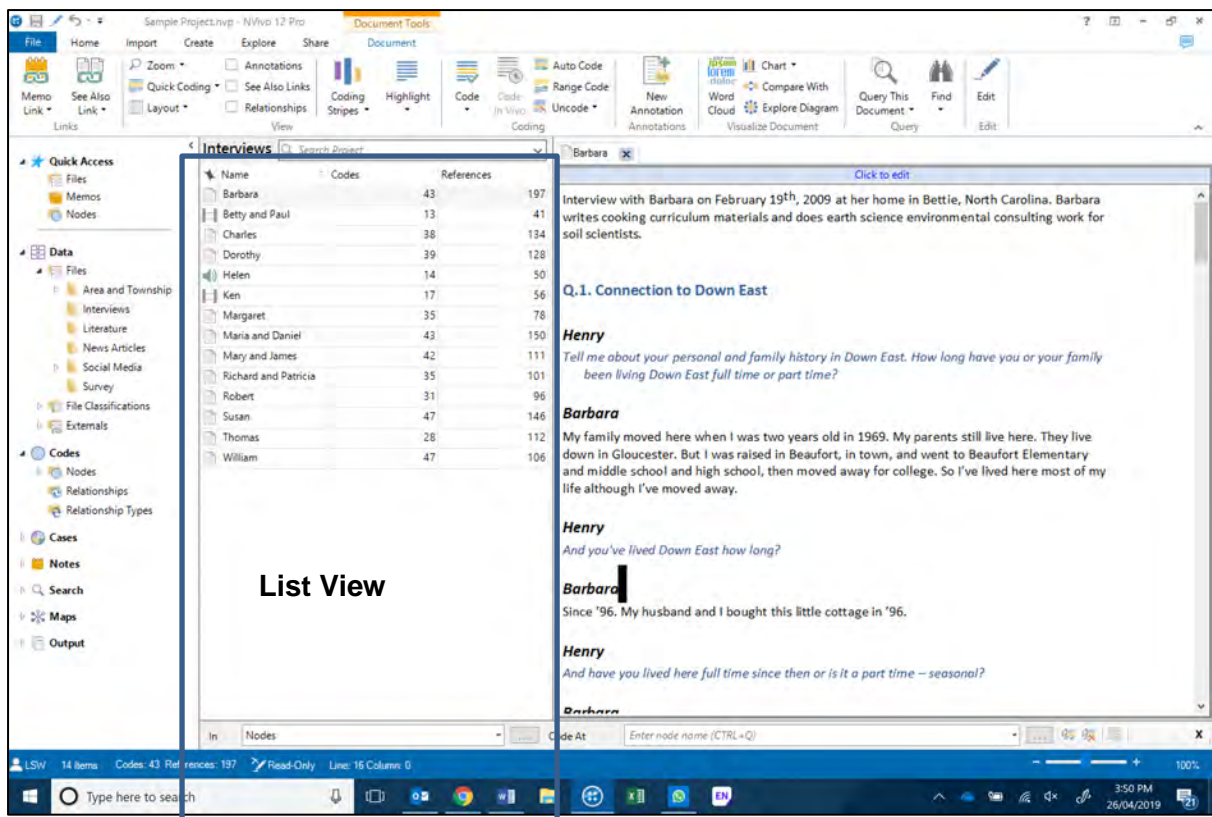 Sample Project.nvp - NVivo 12 Pro
Document Tools
File Home Import Create Explore Share Document
Memo Link
See Also Link
Links
Zoom
Quick Coding
Layout
Annotations
See Also Links
Relationships
View
Coding Stripes
Highlight
Code
Code In Vivo
Auto Code
Range Code
Uncode
Coding
New Annotation
Annotations
Word Cloud
Chart
Compare With
Explore Diagram
Visualize Document
Query This Document
Find
Query
Edit
Edit
Quick Access
Files
Memos
Nodes
Data
Files
Area and Township
Interviews
Literature
News Articles
Social Media
Survey
File Classifications
Externals
Codes
Nodes
Relationships
Relationship Types
Cases
Notes
Search
Maps
Output
Interviews Search Project
Name Codes References
Barbara 43 197
Betty and Paul 13 41
Charles 38 134
Dorothy 39 128
Helen 14 50
Ken 17 56
Margaret 35 78
Maria and Daniel 43 150
Mary and James 42 111
Richard and Patricia 35 101
Robert 31 96
Susan 47 146
Thomas 28 112
William 47 106
List View
In Nodes
Barbara
Click to edit
Interview with Barbara on February 19th, 2009 at her home in Bettie, North Carolina. Barbara
writes cooking curriculum materials and does earth science environmental consulting work for
soil scientists.
Q.1. Connection to Down East
Henry
Tell me about your personal and family history in Down East. How long have you or your family
been living Down East full time or part time?
Barbara
My family moved here when I was two years old in 1969. My parents still live here. They live
down in Gloucester. But I was raised in Beaufort, in town, and went to Beaufort Elementary
and middle school and high school, then moved away for college. So I've lived here most of my
life although I've moved away.
Henry
And you've lived Down East how long?
Barbara
Since '96. My husband and I bought this little cottage in '96.
Henry
And have you lived here full time since then or is it a part time – seasonal?
Barbara
Code At Enter node name (CTRL+Q)
LSW 14 Items Codes: 43 References: 197 Read-Only Line: 16 Column: 0 100%
Type here to search
EN
3:50 PM
26/04/2019
21